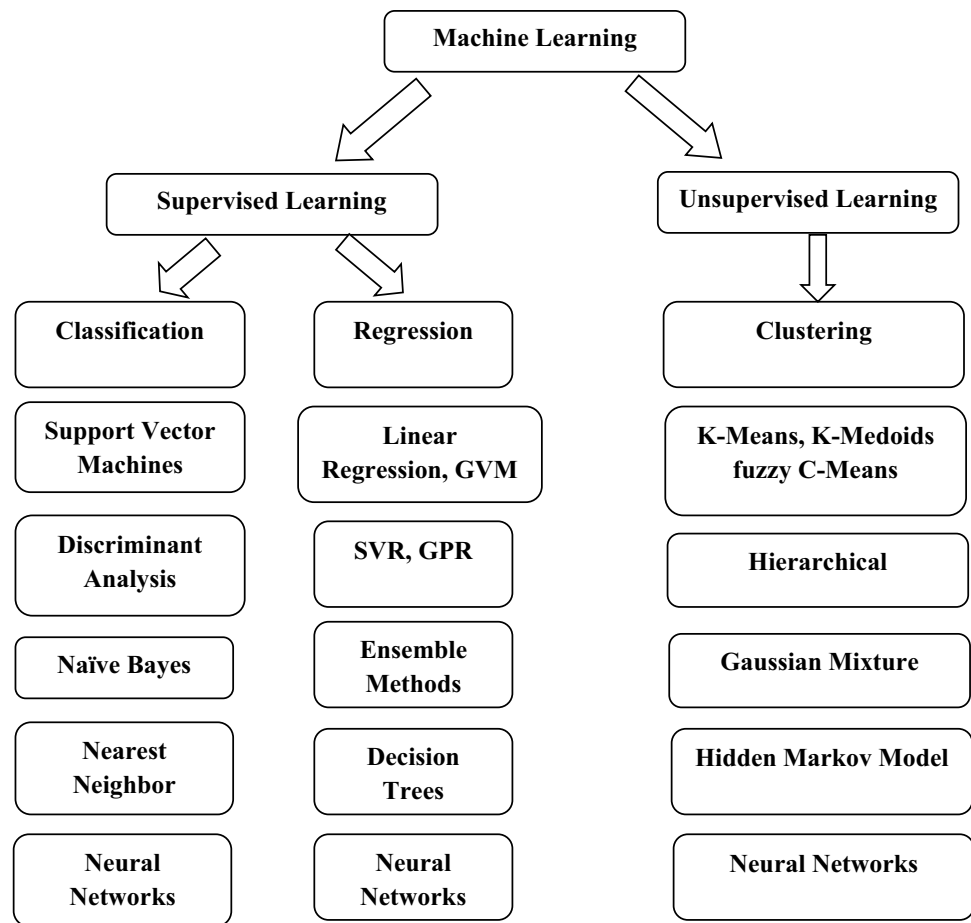 Machine Learning
Supervised Learning
Unsupervised Learning
Classification
Regression
Clustering
Support Vector
Machines
Linear
Regression, GVM
K-Means, K-Medoids
fuzzy C-Means
Discriminant
Analysis
SVR, GPR
Hierarchical
Naïve Bayes
Ensemble
Methods
Gaussian Mixture
Nearest
Neighbor
Decision
Trees
Hidden Markov Model
Neural
Networks
Neural
Networks
Neural Networks